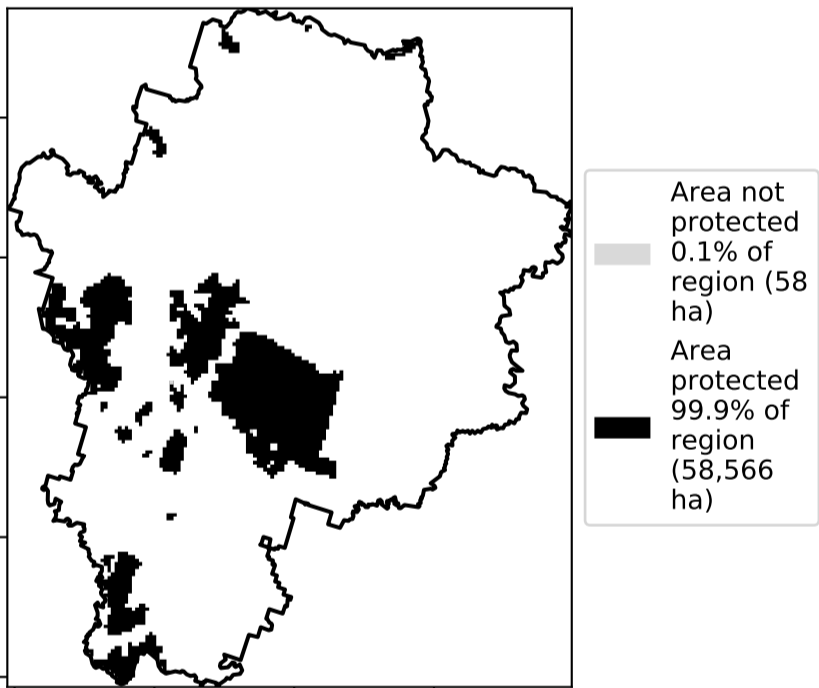 Area not
protected
0.1% of
region (58
ha)
Area
protected
99.9% of
region
(58,566
ha)